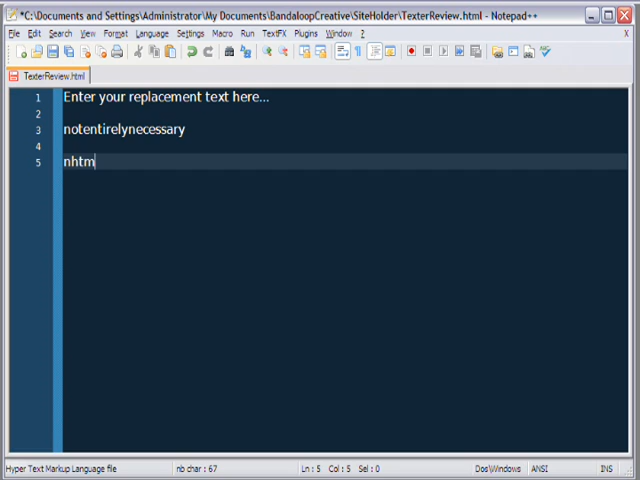 *C:\Documents and Settings\Administrator\My Documents\BandaloopCreative\SiteHolder\TexterReview.html - Notepad++
File Edit Search View Format Language Settings Macro Run TextFX Plugins Window ? X
TexterReview.html
1 Enter your replacement text here...
2
3 notentirelynecessary
4
5 nhtm
Hyper Text Markup Language file nb char : 67 Ln : 5 Col : 5 Sel : 0 Dos\Windows ANSI INS